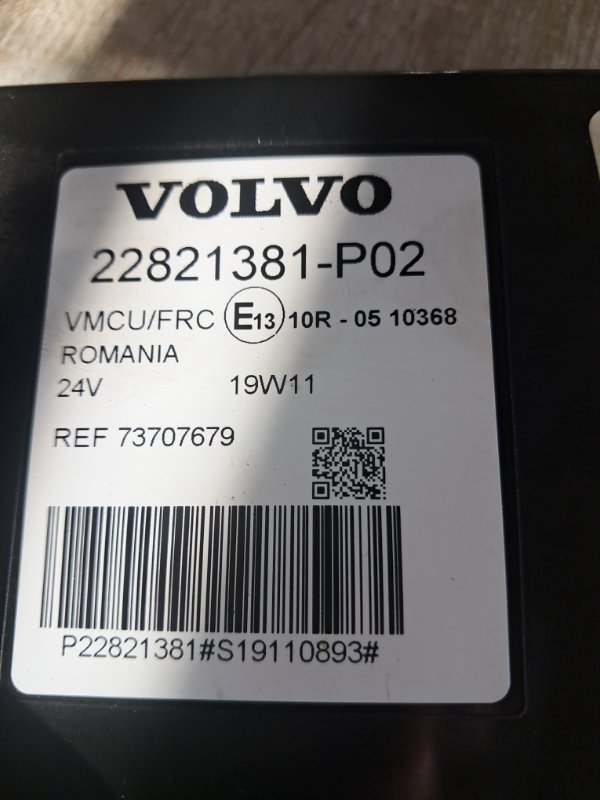 VOLVO
22821381-P02
VMCU/FRC E13 10R - 05 10368
ROMANIA
24V 19W11
REF 73707679
P22821381#S19110893#